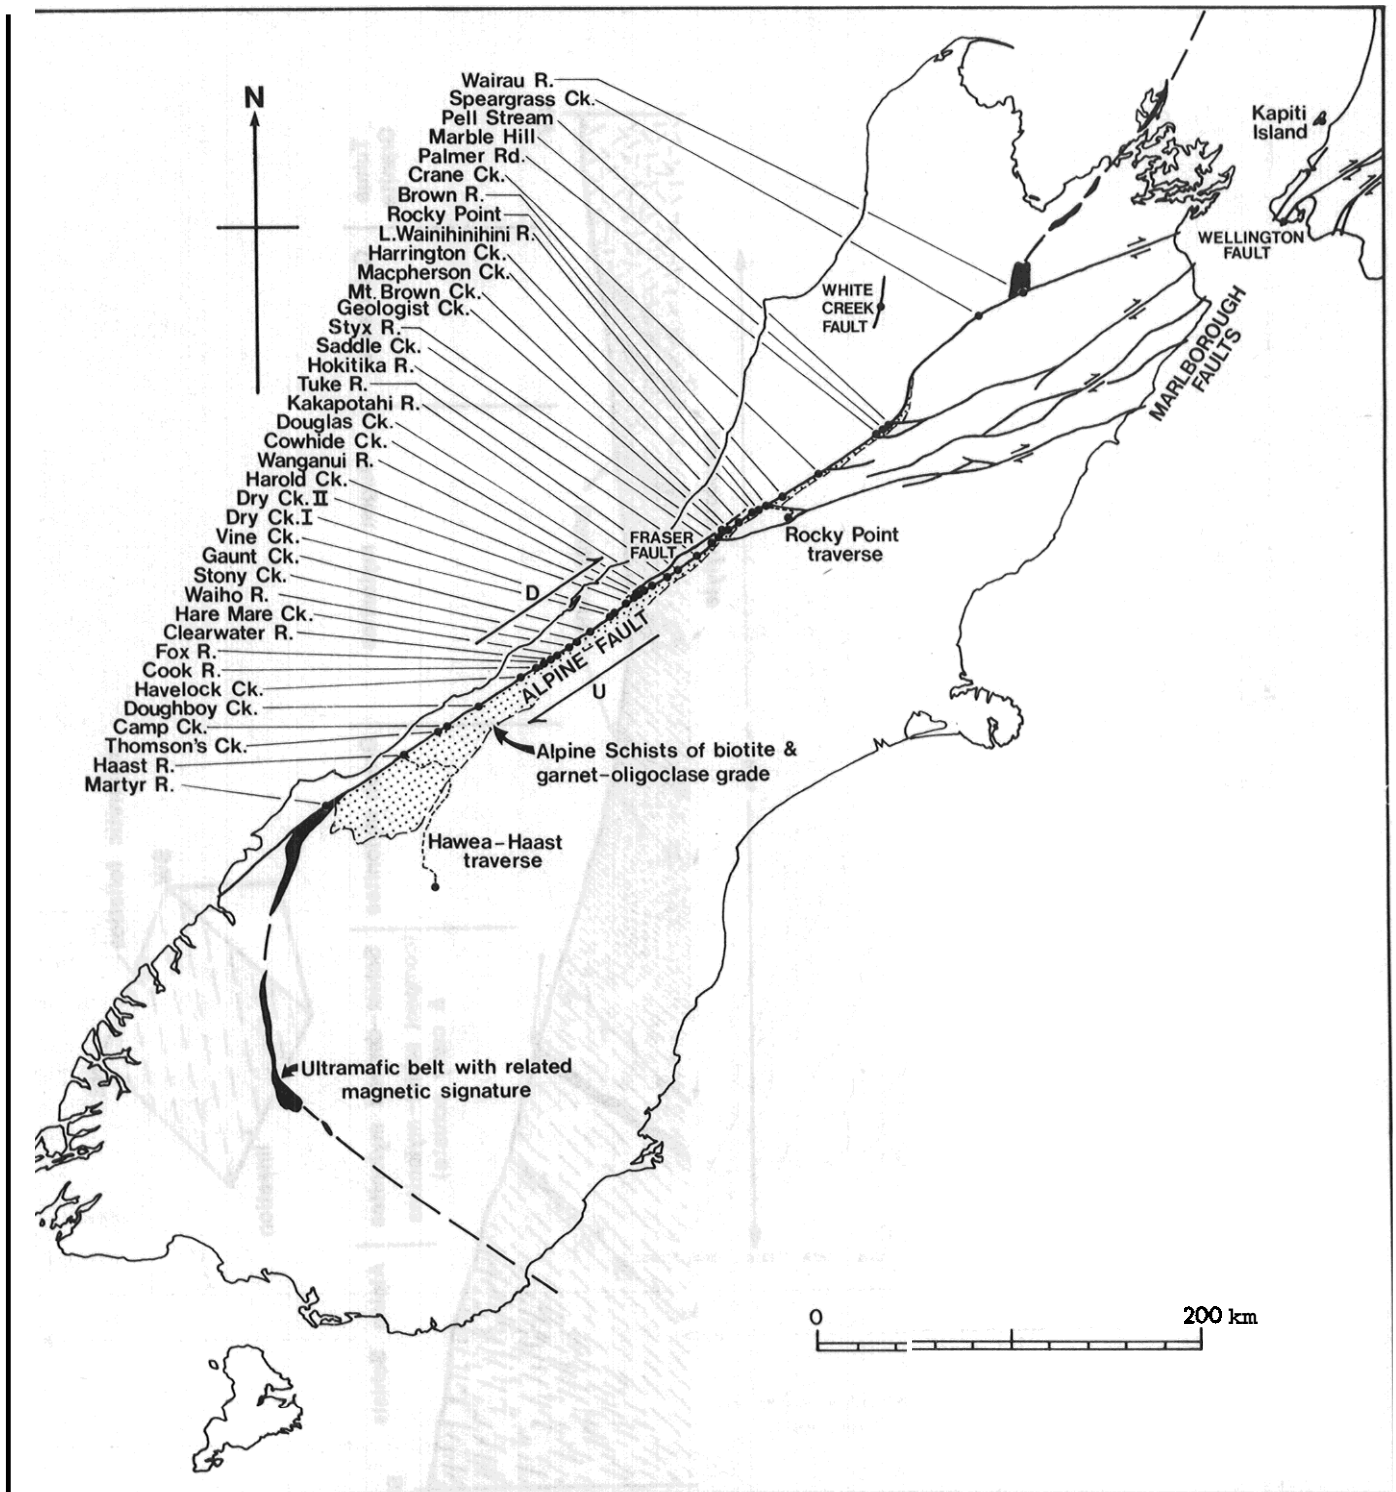 N
Wairau R.
Speargrass Ck.
Pell Stream
Marble Hill
Palmer Rd.
Crane Ck.
Brown R.
Rocky Point
L.Wainihinihini R.
Harrington Ck.
Macpherson Ck.
Mt. Brown Ck.
Geologist Ck.
Styx R.
Saddle Ck.
Hokitika R.
Tuke R.
Kakapotahi R.
Douglas Ck.
Cowhide Ck.
Wanganui R.
Harold Ck.
Dry Ck. II
Dry Ck. I
Vine Ck.
Gaunt Ck.
Stony Ck.
Waiho R.
Hare Mare Ck.
Clearwater R.
Fox R.
Cook R.
Havelock Ck.
Doughboy Ck.
Camp Ck.
Thomson's Ck.
Haast R.
Martyr R.
Kapiti
Island
WELLINGTON
FAULT
WHITE
CREEK
FAULT
MARLBOROUGH
FAULTS
FRASER
FAULT
Rocky Point
traverse
D
ALPINE FAULT
U
Alpine Schists of biotite &
garnet-oligoclase grade
Hawea-Haast
traverse
Ultramafic belt with related
magnetic signature
0
200 km